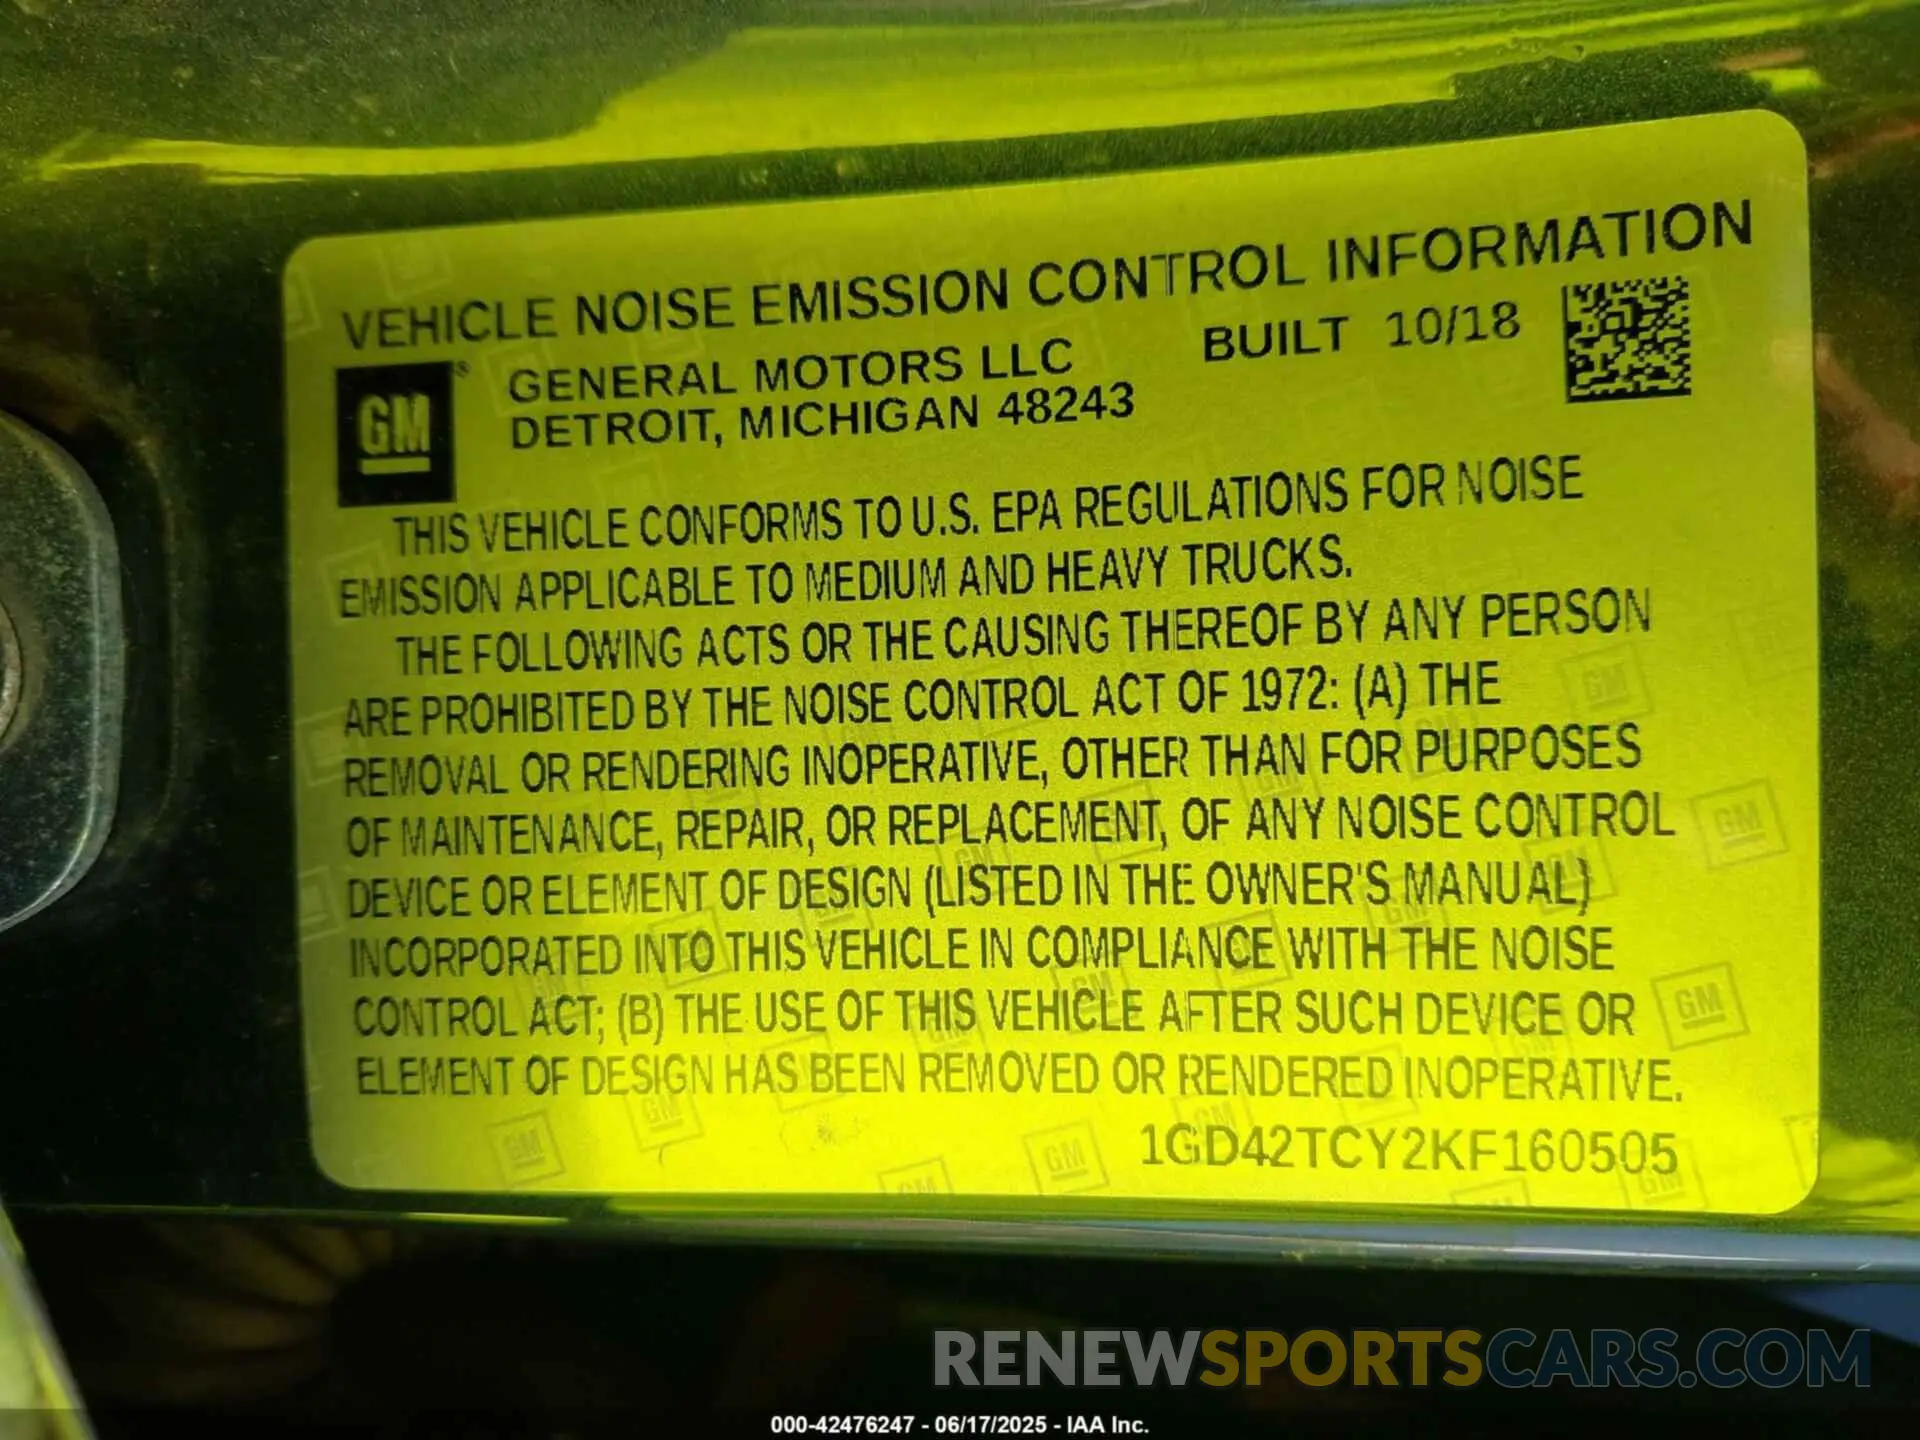 VEHICLE NOISE EMISSION CONTROL INFORMATION
GM®
GENERAL MOTORS LLC
DETROIT, MICHIGAN 48243
BUILT 10/18
THIS VEHICLE CONFORMS TO U.S. EPA REGULATIONS FOR NOISE
EMISSION APPLICABLE TO MEDIUM AND HEAVY TRUCKS.
THE FOLLOWING ACTS OR THE CAUSING THEREOF BY ANY PERSON
ARE PROHIBITED BY THE NOISE CONTROL ACT OF 1972: (A) THE
REMOVAL OR RENDERING INOPERATIVE, OTHER THAN FOR PURPOSES
OF MAINTENANCE, REPAIR, OR REPLACEMENT, OF ANY NOISE CONTROL
DEVICE OR ELEMENT OF DESIGN (LISTED IN THE OWNER'S MANUAL)
INCORPORATED INTO THIS VEHICLE IN COMPLIANCE WITH THE NOISE
CONTROL ACT; (B) THE USE OF THIS VEHICLE AFTER SUCH DEVICE OR
ELEMENT OF DESIGN HAS BEEN REMOVED OR RENDERED INOPERATIVE.
1GD42TCY2KF160505
RENEWSPORTSCARS.COM
000-42476247 - 06/17/2025 - IAA Inc.